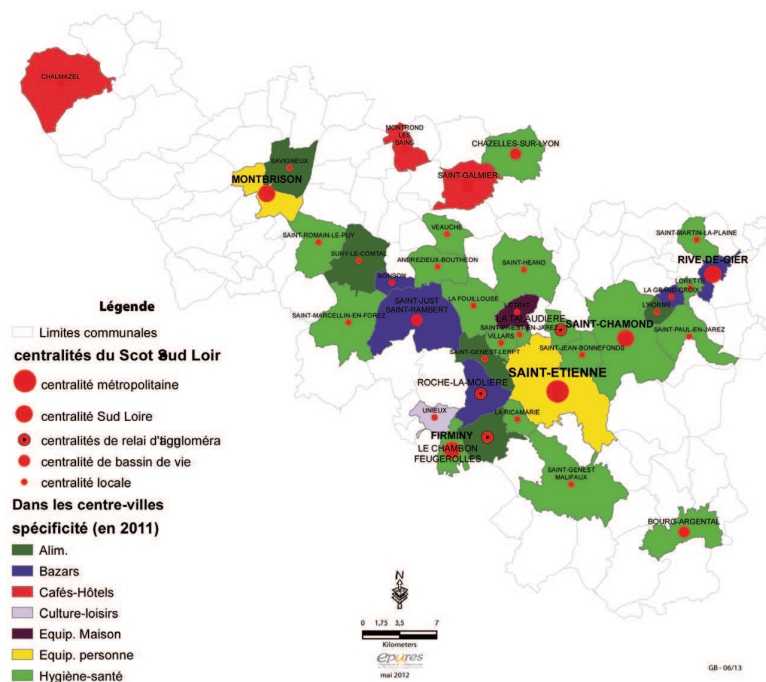 CHALMAZEL
MONTROND
LES
BAINS
CHAZELLES-SUR-LYON
SAVIGNEUX
MONTBRISON
SAINT-GALMIER
VEAUCHE
SAINT-ROMAIN-LE-PUY
SURY-LE-COMTAL
ANDREZIEUX-BOUTHEON
SAINT-HEAND
SAINT-MARTIN-LA-PLAINE
RIVE-DE-GIER
LORETTE
LA GRAND-CROIX
L'HORME
BONSON
SAINT-JUST
SAINT-RAMBERT
LA FOUILLOUSE
L'ETRAT
LA TALAUDIERE
SAINT-CHAMOND
SAINT-MARCELLIN-EN-FOREZ
SAINT-PRIEST-EN-JAREZ
VILLARS
SAINT-PAUL-EN-JAREZ
SAINT-GENEST-LERPT
SAINT-JEAN-BONNEFONDS
SAINT-ETIENNE
ROCHE-LA-MOLIERE
UNIEUX
LA RICAMARIE
FIRMINY
LE CHAMBON
FEUGEROLLES
SAINT-GENEST
MALIFAUX
BOURG-ARGENTAL
Légende
Limites communales
centralités du Scot Sud Loir
centralité métropolitaine
centralité Sud Loire
centralités de relai d'tiggloméra
centralité de bassin de vie
centralité locale
Dans les centre-villes
spécificité (en 2011)
Alim.
Bazars
Cafés-Hôtels
Culture-loisirs
Equip. Maison
Equip. personne
Hygiène-santé
N
0 1,75 3,5 7
Kilometers
epures
mai 2012
GB - 06/13